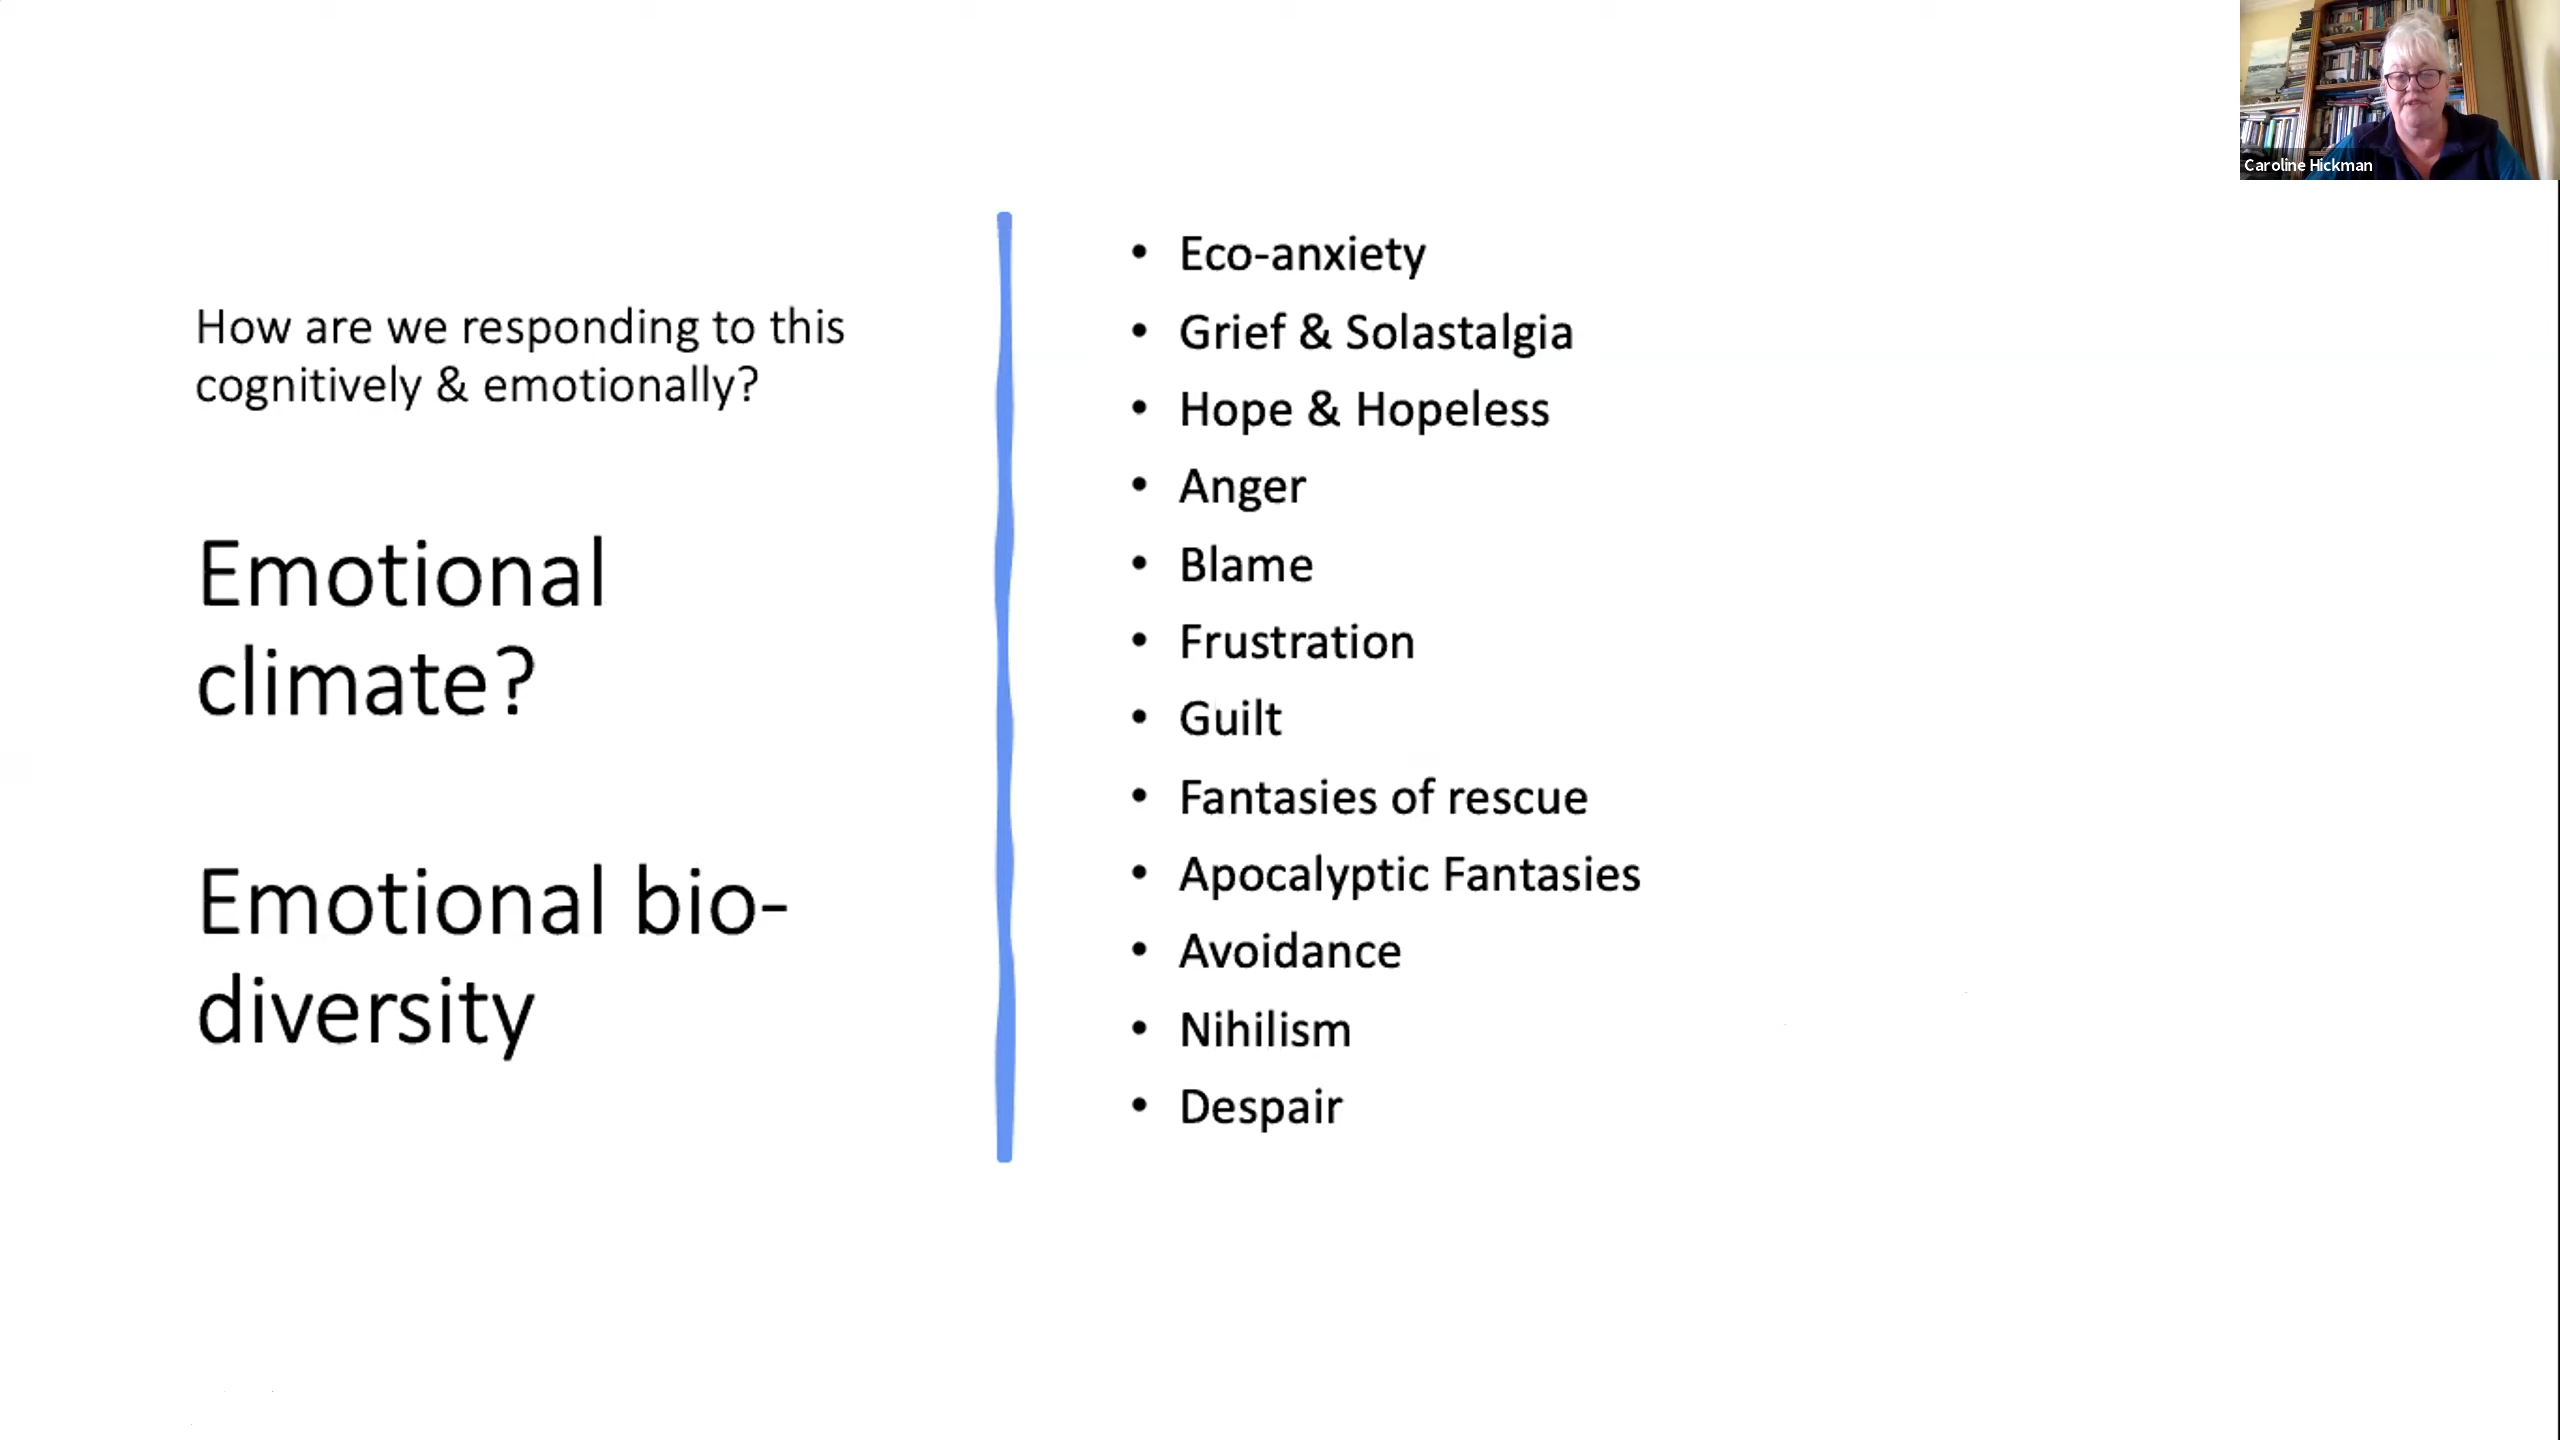 How are we responding to this
cognitively & emotionally?
Emotional
climate?
Emotional bio-
diversity
• Eco-anxiety
• Grief & Solastalgia
• Hope & Hopeless
• Anger
• Blame
• Frustration
• Guilt
• Fantasies of rescue
• Apocalyptic Fantasies
• Avoidance
• Nihilism
• Despair
Caroline Hickman